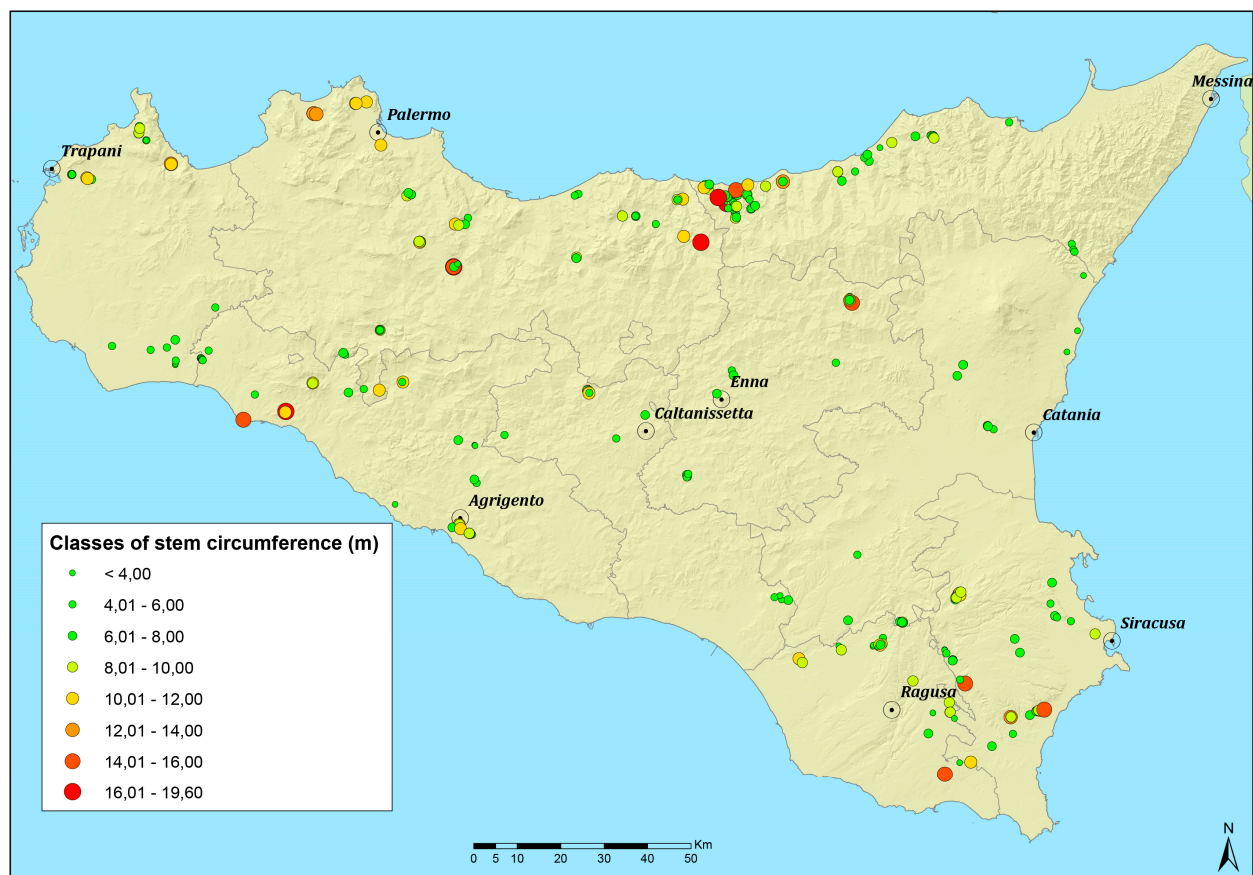 Messina
Palermo
Trapani
Enna
Caltanissetta
Catania
Agrigento
Siracusa
Ragusa
Classes of stem circumference (m)
< 4,00
4,01 - 6,00
6,01 - 8,00
8,01 - 10,00
10,01 - 12,00
12,01 - 14,00
14,01 - 16,00
16,01 - 19,60
Km
0 5 10 20 30 40 50
N